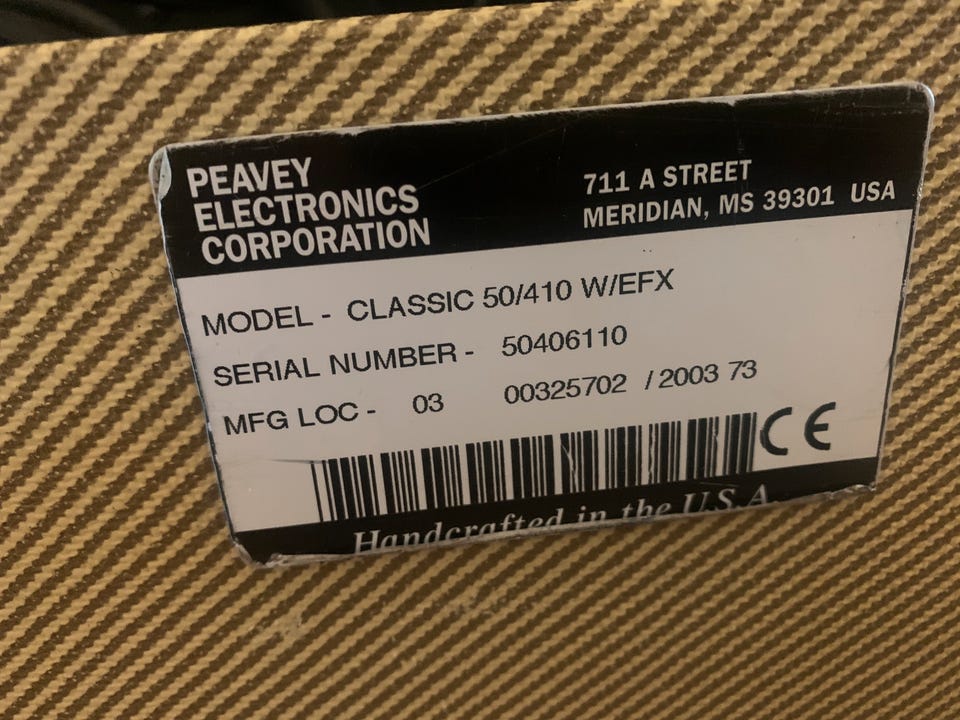 PEAVEY
ELECTRONICS
CORPORATION
711 A STREET
MERIDIAN, MS 39301 USA
MODEL - CLASSIC 50/410 W/EFX
SERIAL NUMBER - 50406110
MFG LOC - 03 00325702 / 2003 73
CE
Handcrafted in the U.S.A